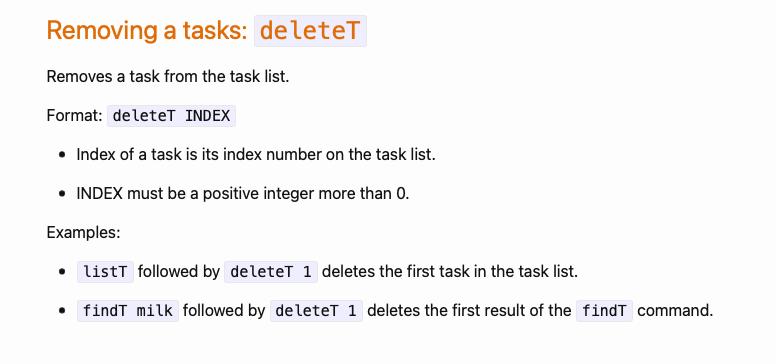 Removing a tasks: deleteT
Removes a task from the task list.
Format: deleteT INDEX
• Index of a task is its index number on the task list.
• INDEX must be a positive integer more than 0.
Examples:
• listT followed by deleteT 1 deletes the first task in the task list.
• findT milk followed by deleteT 1 deletes the first result of the findT command.